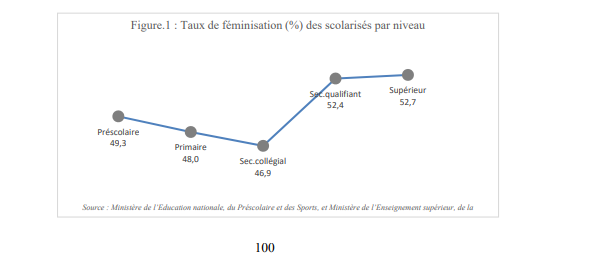 Figure.1 : Taux de féminisation (%) des scolarisés par niveau
Préscolaire
49,3
Primaire
48,0
Sec.collégial
46,9
Sec.qualifiant
52,4
Supérieur
52,7
Source : Ministère de l'Education nationale, du Préscolaire et des Sports, et Ministère de l'Enseignement supérieur, de la
100